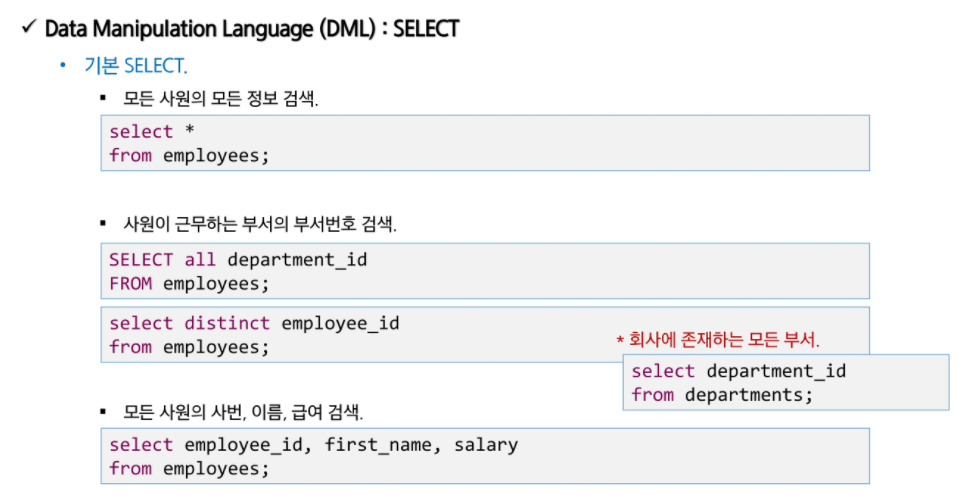 ✓ Data Manipulation Language (DML) : SELECT
• 기본 SELECT.
▪ 모든 사원의 모든 정보 검색.
select *
from employees;
▪ 사원이 근무하는 부서의 부서번호 검색.
SELECT all department_id
FROM employees;
select distinct employee_id
from employees;
* 회사에 존재하는 모든 부서.
select department_id
from departments;
▪ 모든 사원의 사번, 이름, 급여 검색.
select employee_id, first_name, salary
from employees;